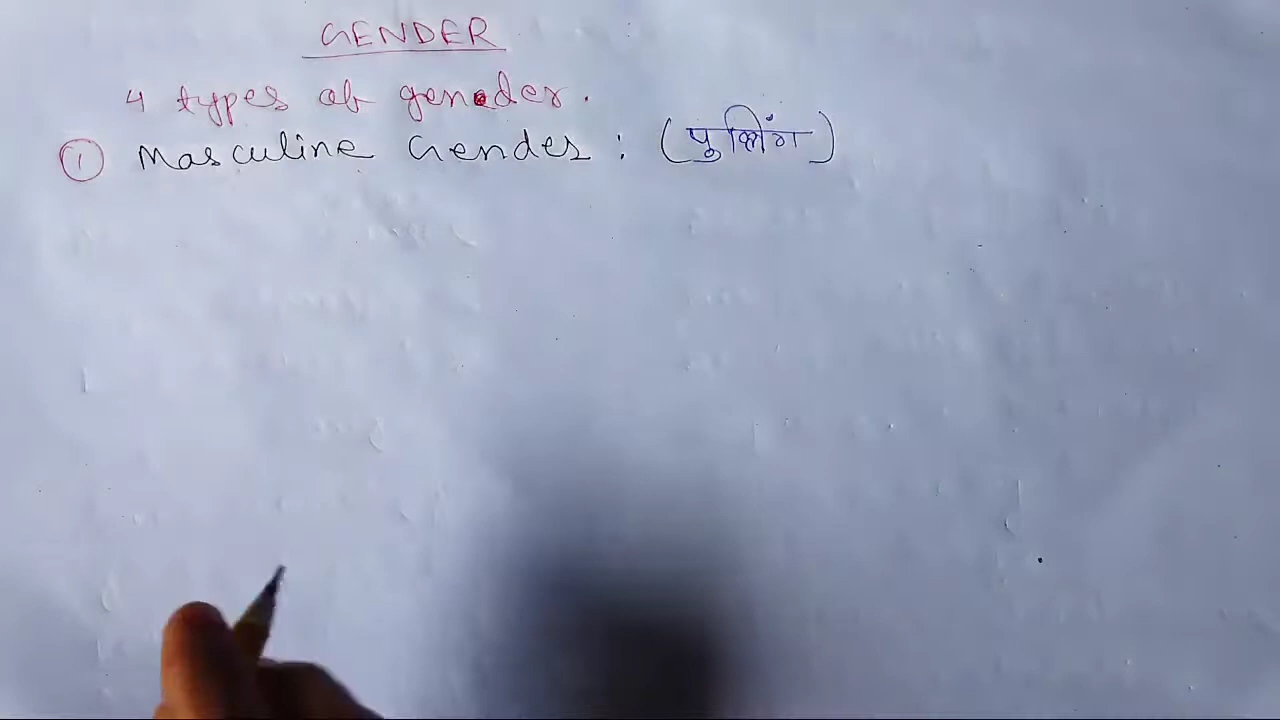 GENDER
4 types of gender.
① Masculine Gender : (पुलिंग)